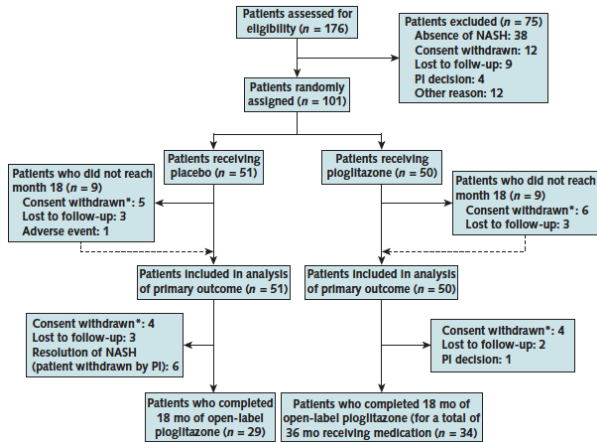 Patients assessed for
eligibility (n = 176)
Patients excluded (n = 75)
Absence of NASH: 38
Consent withdrawn: 12
Lost to follw-up: 9
PI decision: 4
Other reason: 12
Patients randomly
assigned (n = 101)
Patients receiving
placebo (n = 51)
Patients receiving
pioglitazone (n = 50)
Patients who did not reach
month 18 (n = 9)
Consent withdrawn*: 5
Lost to follow-up: 3
Adverse event: 1
Patients who did not reach
month 18 (n = 9)
Consent withdrawn*: 6
Lost to follow-up: 3
Patients included in analysis
of primary outcome (n = 51)
Patients included in analysis
of primary outcome (n = 50)
Consent withdrawn*: 4
Lost to follow-up: 3
Resolution of NASH
(patient withdrawn by PI): 6
Consent withdrawn*: 4
Lost to follow-up: 2
PI decision: 1
Patients who completed
18 mo of open-label
pioglitazone (n = 29)
Patients who completed 18 mo of
open-label pioglitazone (for a total of
36 mo receiving medication (n = 34)